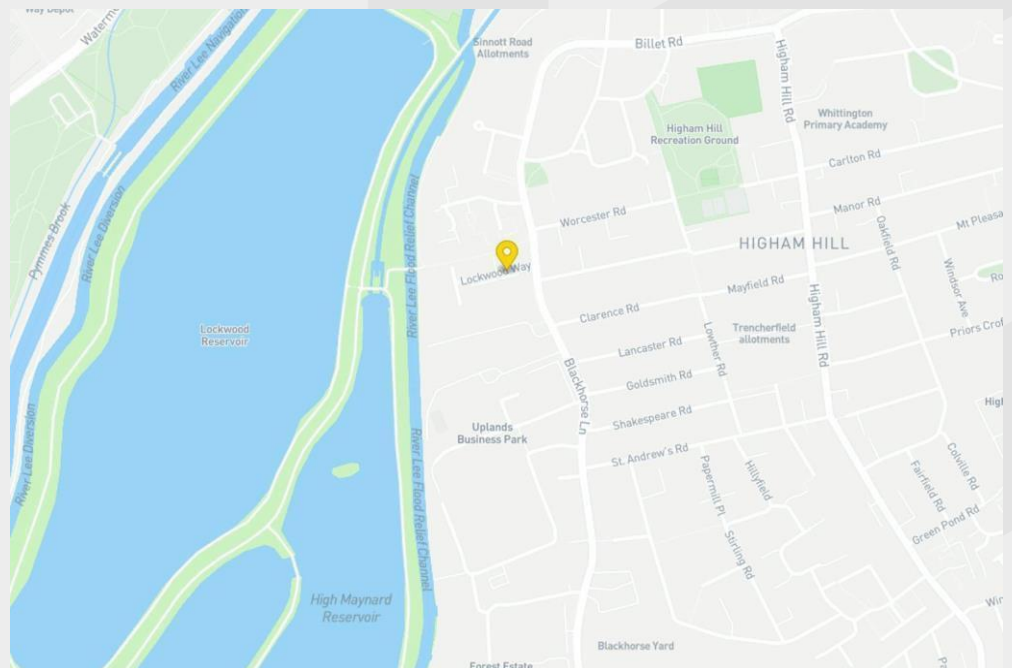 Way Depot
River Lee Navigation
Sinnott Road
Allotments
Billet Rd
Higham Hill Rd
Whittington
Primary Academy
Higham Hill
Recreation Ground
Carlton Rd
Pymmes Brook
River Lee Diversion
River Lee Flood Relief Channel
Worcester Rd
Manor Rd
Oakfield Rd
Mt Pleasa
HIGHAM HILL
Lockwood Way
Windsor Ave
Ro
Mayfield Rd
Clarence Rd
Higham Hill Rd
Lockwood
Reservoir
Lowther Rd
Trencherfield
allotments
Priors Crof
Lancaster Rd
Blackhorse Ln
Goldsmith Rd
High
Shakespeare Rd
Uplands
Business Park
River Lee Diversion
River Lee Flood Relief Channel
St. Andrew's Rd
Papermill Pl
Hillyfield
Colville Rd
Fairfield Rd
Green Pond Rd
Stirling Rd
High Maynard
Reservoir
Win
Blackhorse Yard
Forest Estate